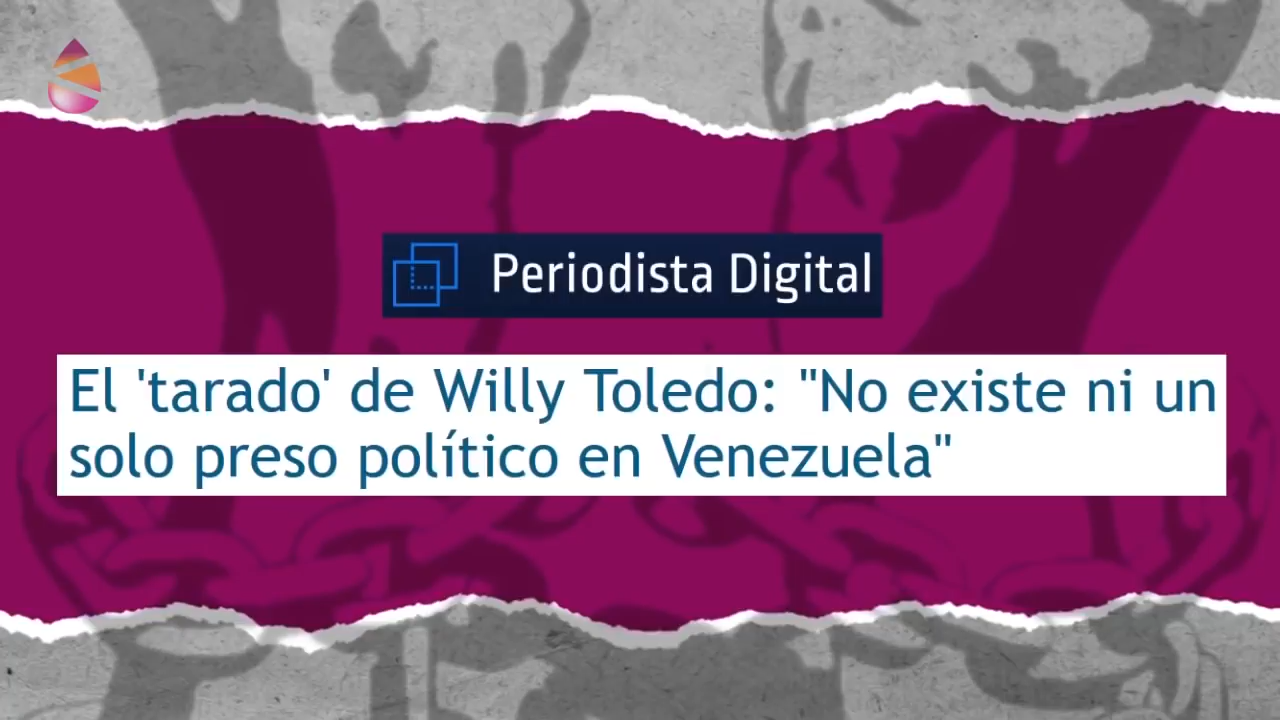 Periodista Digital
El 'tarado' de Willy Toledo: "No existe ni un
solo preso político en Venezuela"